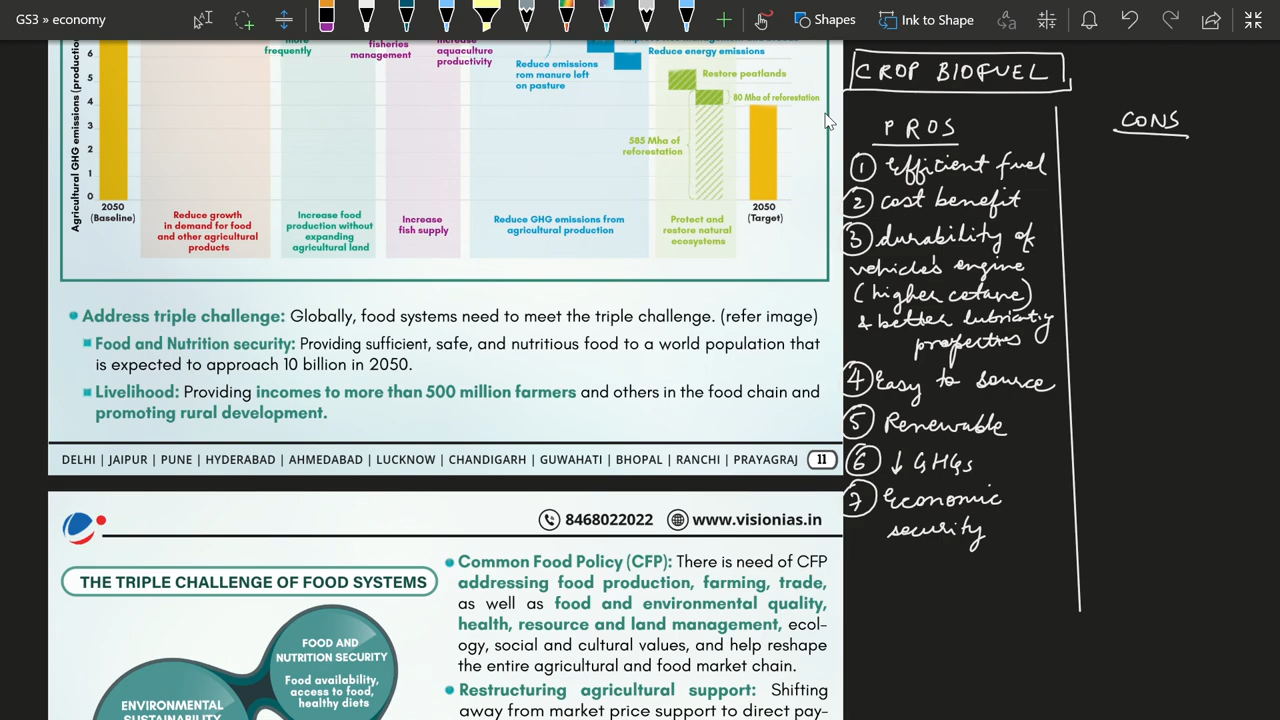 GS3 » economy
Shapes
Ink to Shape
6
5
4
3
2
1
0
Agricultural GHG emissions (production
2050
(Baseline)
more
frequently
fisheries
management
increase
aquaculture
productivity
Reduce emissions
rom manure left
on pasture
Reduce energy emissions
Restore peatlands
80 Mha of reforestation
585 Mha of
reforestation
2050
(Target)
Reduce growth
in demand for food
and other agricultural
products
Increase food
production without
expanding
agricultural land
Increase
fish supply
Reduce GHG emissions from
agricultural production
Protect and
restore natural
ecosystems
Address triple challenge: Globally, food systems need to meet the triple challenge. (refer image)
Food and Nutrition security: Providing sufficient, safe, and nutritious food to a world population that
is expected to approach 10 billion in 2050.
Livelihood: Providing incomes to more than 500 million farmers and others in the food chain and
promoting rural development.
DELHI | JAIPUR | PUNE | HYDERABAD | AHMEDABAD | LUCKNOW | CHANDIGARH | GUWAHATI | BHOPAL | RANCHI | PRAYAGRAJ 11
8468022022 www.visionias.in
THE TRIPLE CHALLENGE OF FOOD SYSTEMS
FOOD AND
NUTRITION SECURITY
Food availability,
access to food,
healthy diets
ENVIRONMENTAL
SUSTAINABILITY
Common Food Policy (CFP): There is need of CFP
addressing food production, farming, trade,
as well as food and environmental quality,
health, resource and land management, ecol-
ogy, social and cultural values, and help reshape
the entire agricultural and food market chain.
Restructuring agricultural support: Shifting
away from market price support to direct pay-
CROP BIOFUEL
PROS
① Efficient fuel
② cost benefit
③ durability of
vehicle's engine
(higher cetane)
& better lubricity
properties
④ Easy to source
⑤ Renewable
⑥ ↓ GHGs
⑦ Economic
security
CONS